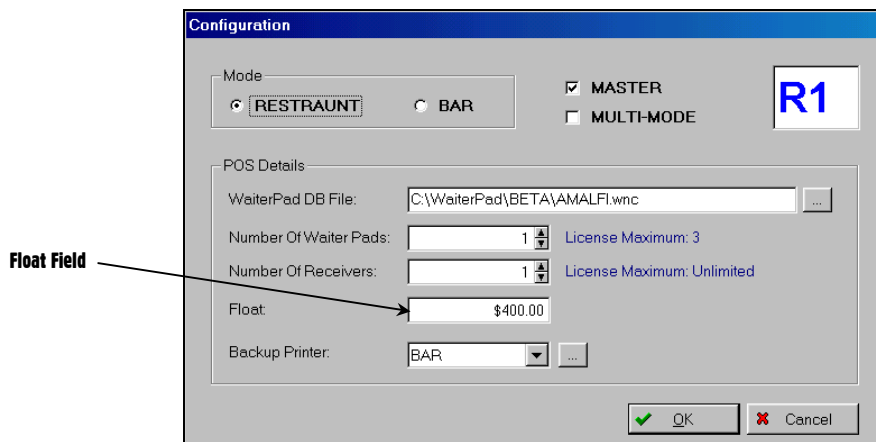 Configuration
Mode
RESTRAUNT
BAR
MASTER
MULTI-MODE
R1
POS Details
WaiterPad DB File:
C:\WaiterPad\BETA\AMALFI.wnc
...
Number Of Waiter Pads:
1
License Maximum: 3
Number Of Receivers:
1
License Maximum: Unlimited
Float Field
Float:
$400.00
Backup Printer:
BAR
...
OK
Cancel